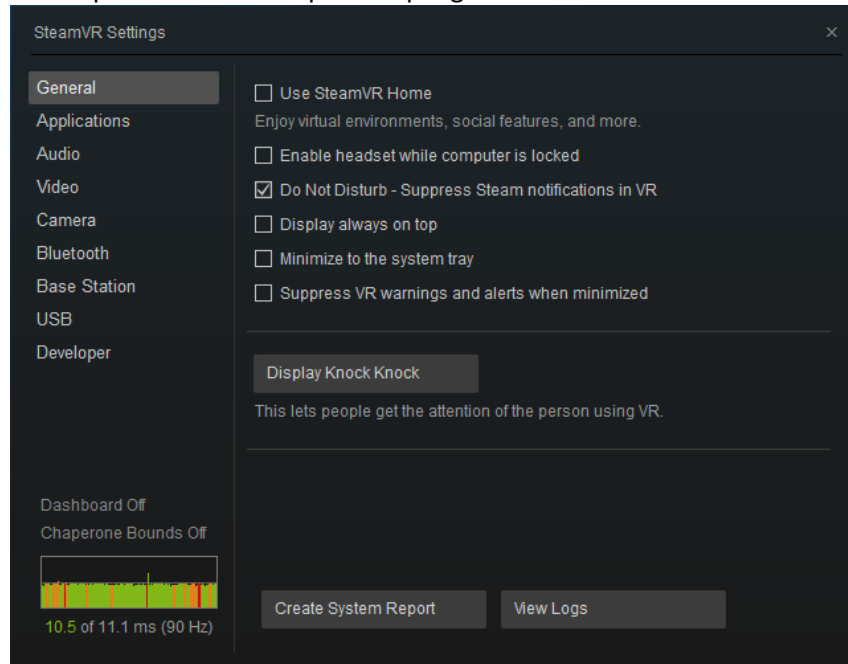 SteamVR Settings
General
Applications
Audio
Video
Camera
Bluetooth
Base Station
USB
Developer
Dashboard Off
Chaperone Bounds Off
10.5 of 11.1 ms (90 Hz)
Use SteamVR Home
Enjoy virtual environments, social features, and more.
Enable headset while computer is locked
Do Not Disturb - Suppress Steam notifications in VR
Display always on top
Minimize to the system tray
Suppress VR warnings and alerts when minimized
Display Knock Knock
This lets people get the attention of the person using VR.
Create System Report
View Logs